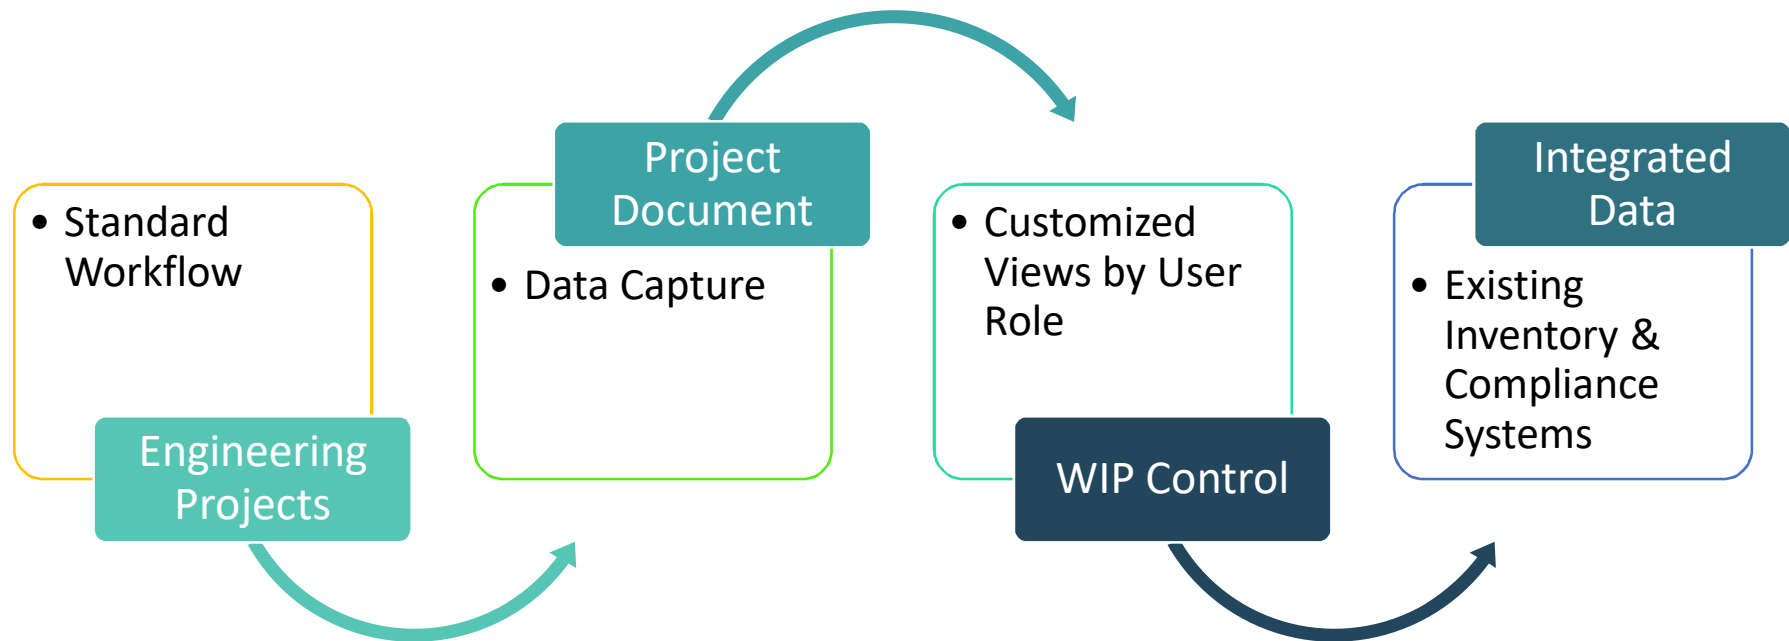 • Standard
Workflow
Engineering
Projects
Project
Document
• Data Capture
• Customized
Views by User
Role
WIP Control
Integrated
Data
• Existing
Inventory &
Compliance
Systems